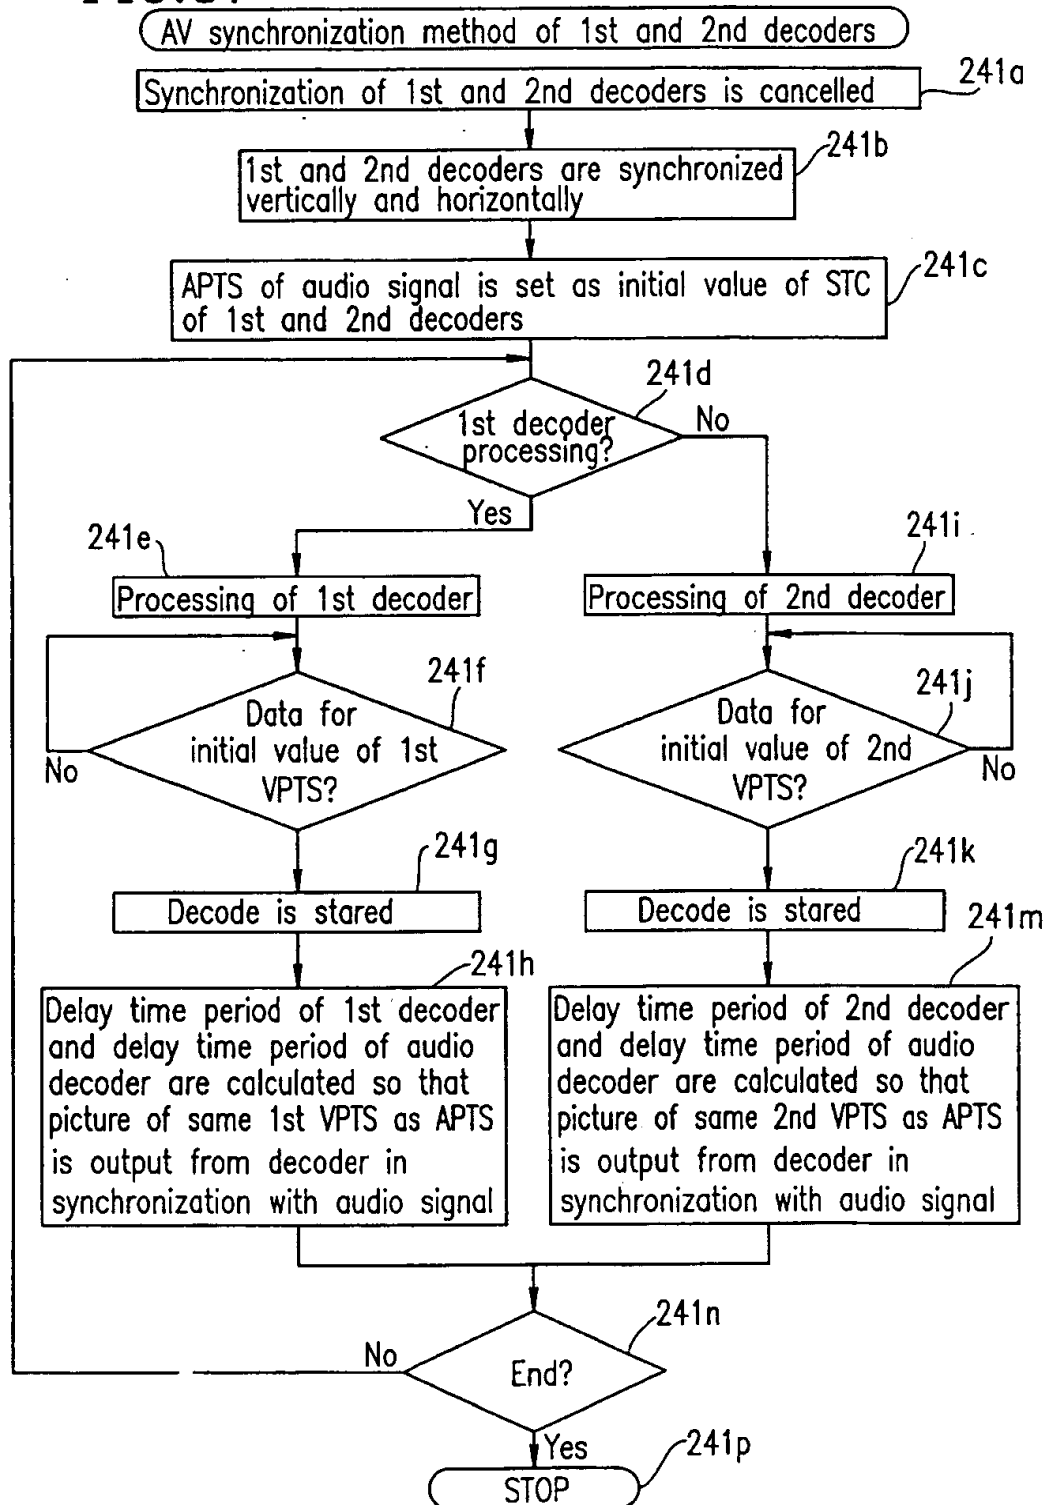 AV synchronization method of 1st and 2nd decoders
241a
Synchronization of 1st and 2nd decoders is cancelled
241b
1st and 2nd decoders are synchronized
vertically and horizontally
241c
APTS of audio signal is set as initial value of STC
of 1st and 2nd decoders
241d
1st decoder
processing?
No
Yes
241e
Processing of 1st decoder
241i
Processing of 2nd decoder
241f
Data for
initial value of 1st
VPTS?
No
241j
Data for
initial value of 2nd
VPTS?
No
241g
Decode is stared
241k
Decode is stared
241h
Delay time period of 1st decoder
and delay time period of audio
decoder are calculated so that
picture of same 1st VPTS as APTS
is output from decoder in
synchronization with audio signal
241m
Delay time period of 2nd decoder
and delay time period of audio
decoder are calculated so that
picture of same 2nd VPTS as APTS
is output from decoder in
synchronization with audio signal
241n
End?
No
Yes
241p
STOP